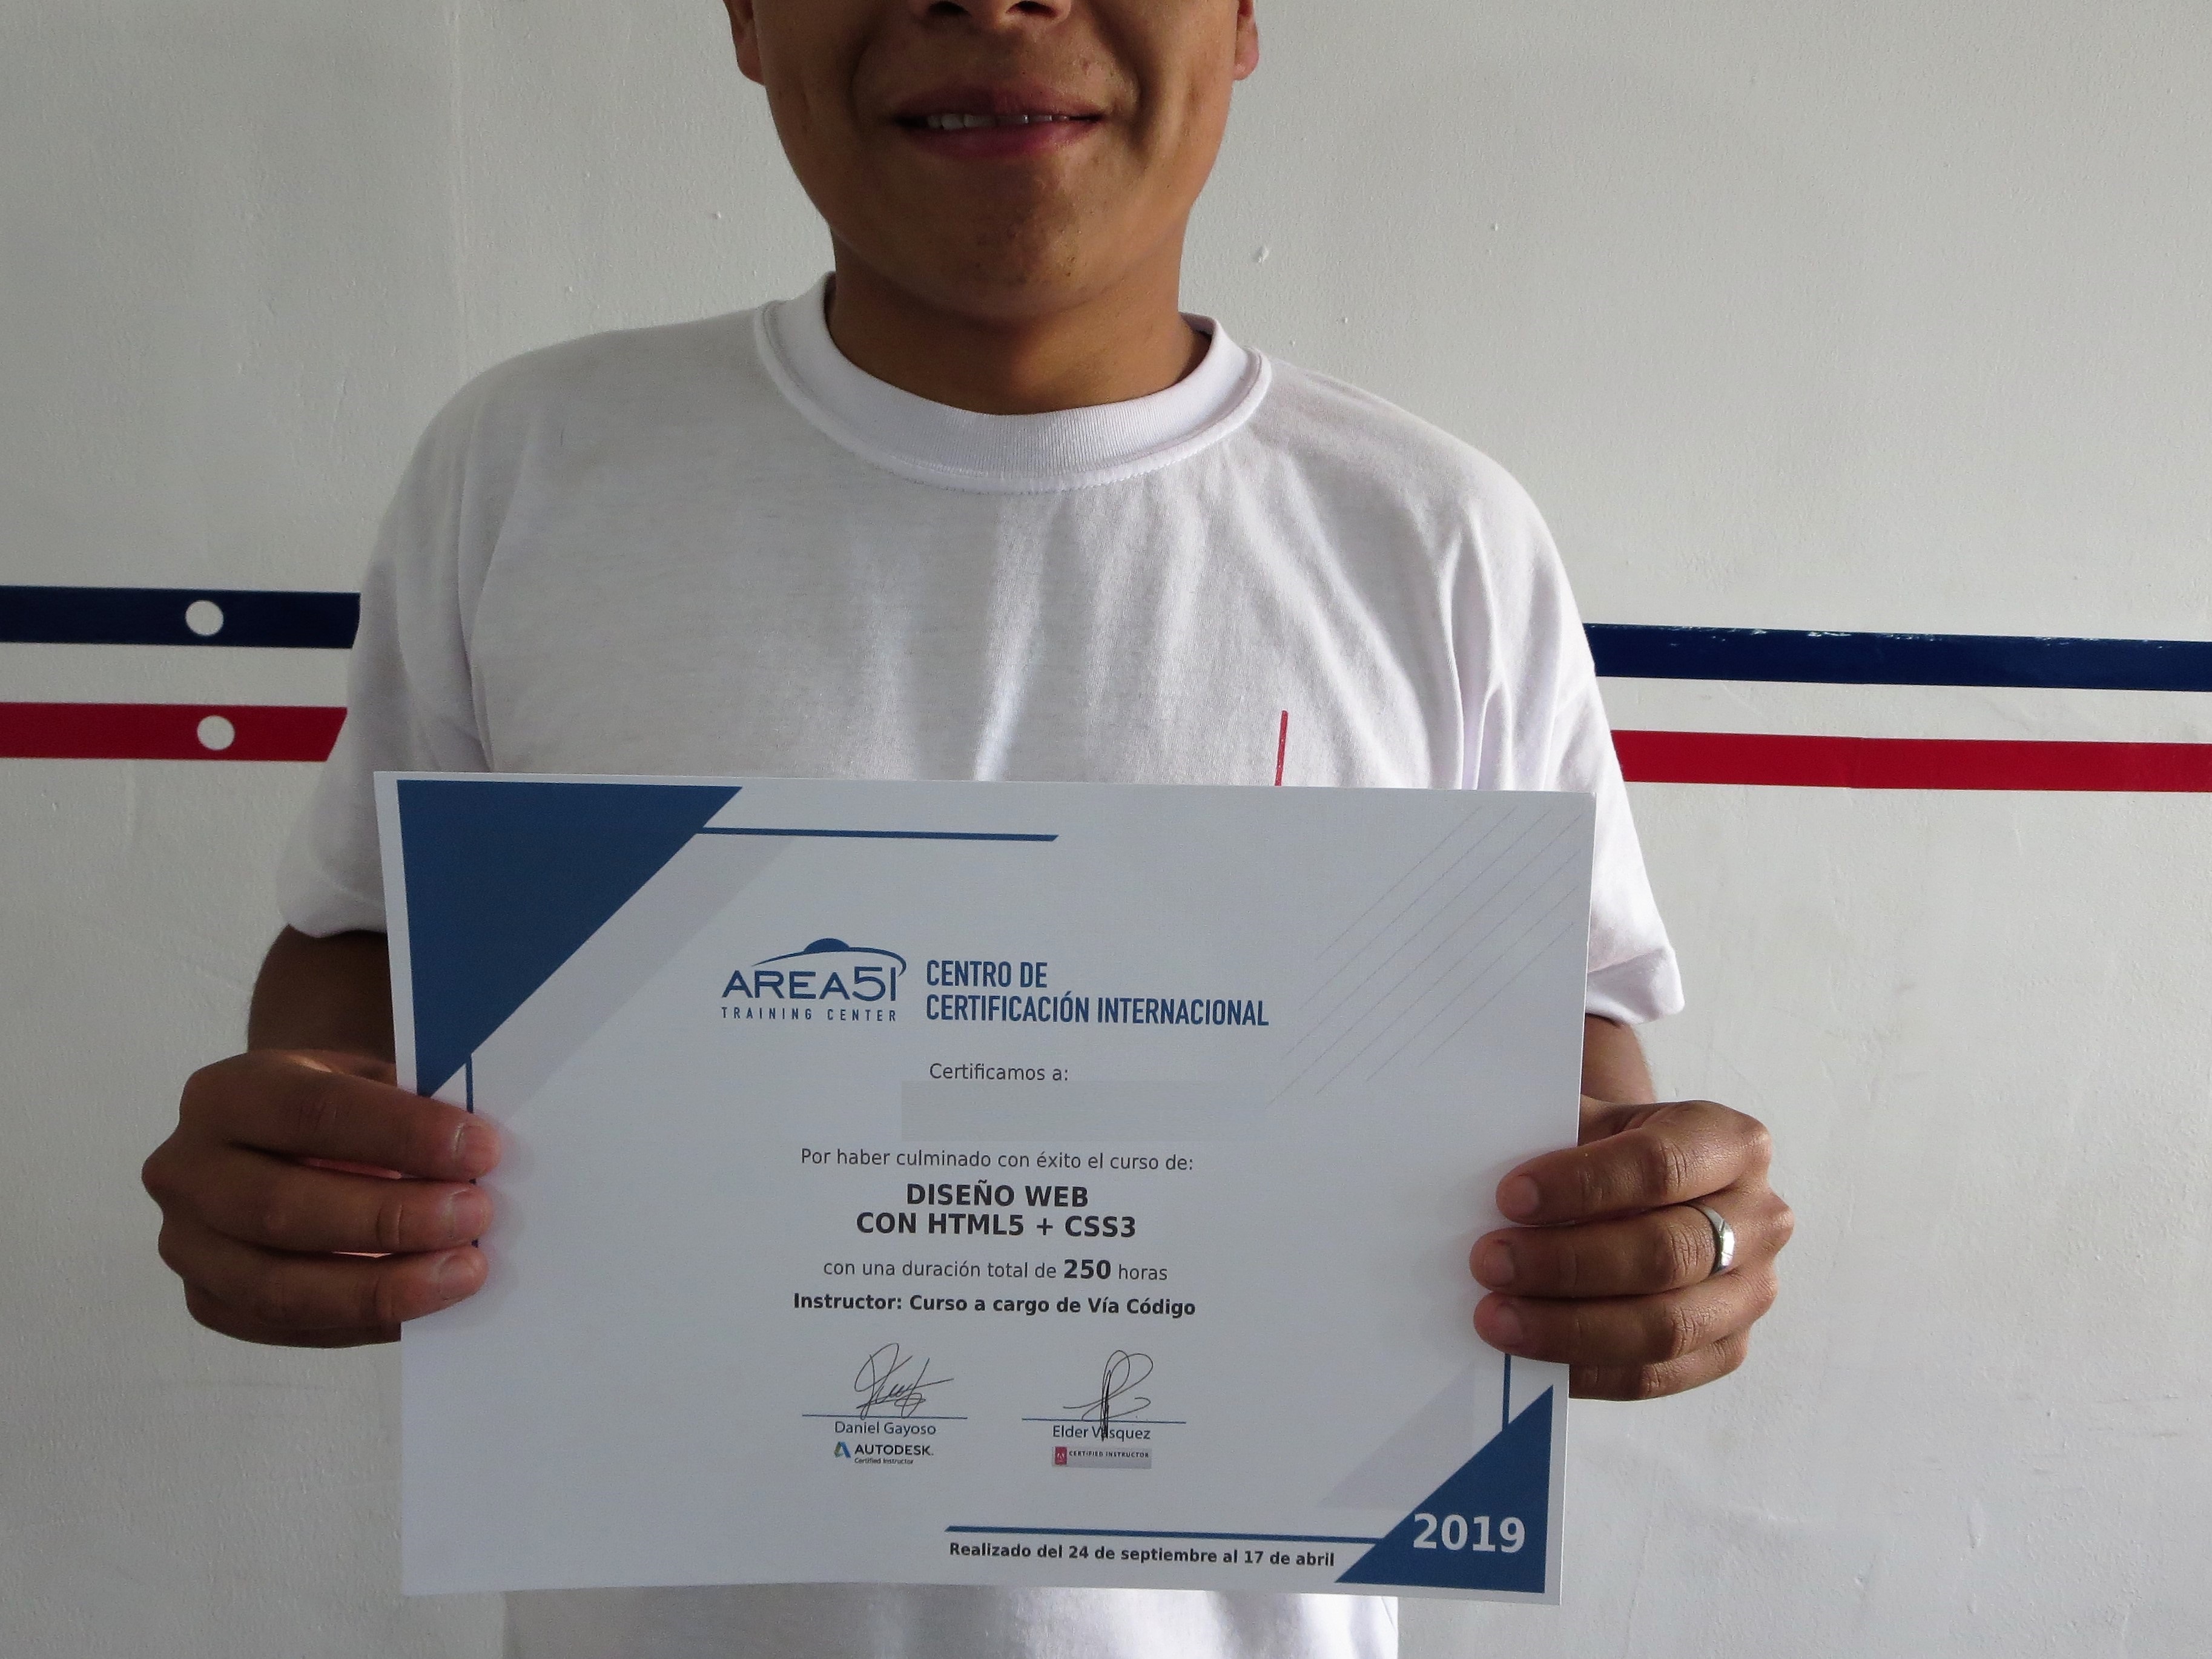 AREA51
TRAINING CENTER
CENTRO DE
CERTIFICACIÓN INTERNACIONAL
Certificamos a:
Por haber culminado con éxito el curso de:
DISEÑO WEB
CON HTML5 + CSS3
con una duración total de 250 horas
Instructor: Curso a cargo de Vía Código
Daniel Gayoso
AUTODESK.
Certified Instructor
Elder Vásquez
CERTIFIED INSTRUCTOR
2019
Realizado del 24 de septiembre al 17 de abril